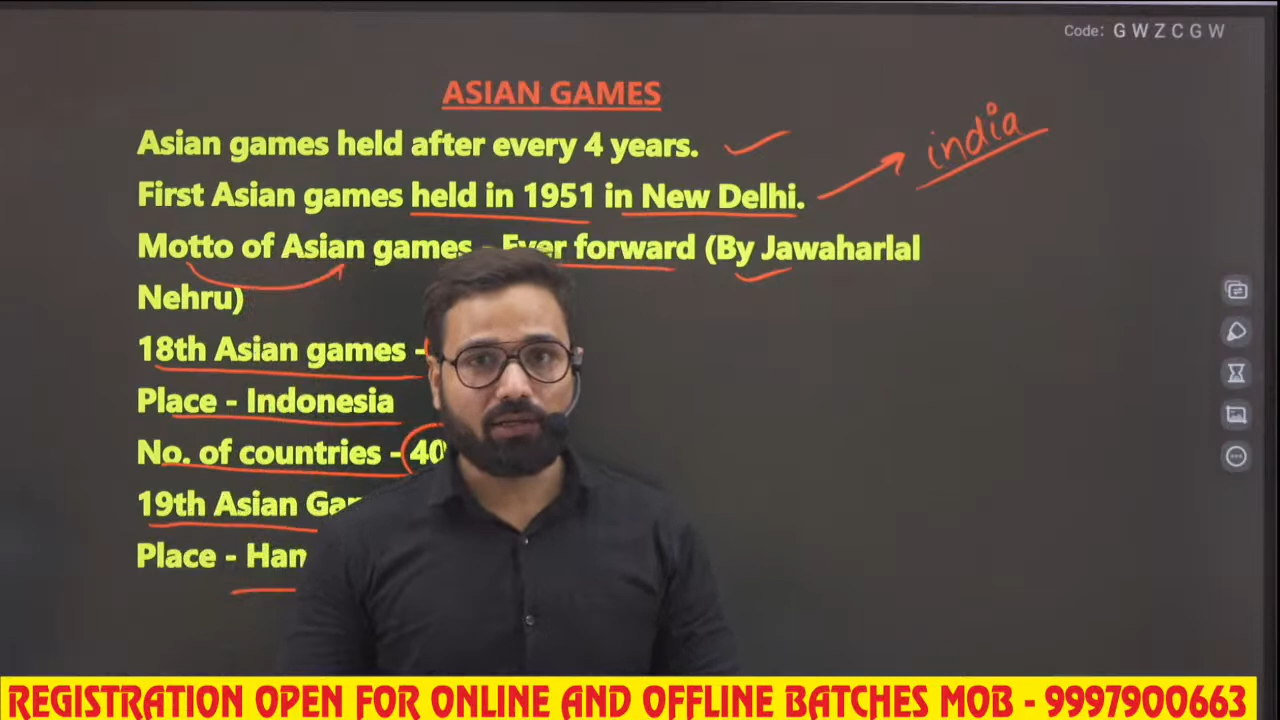 Code: GWZCGW
ASIAN GAMES
Asian games held after every 4 years.
india
First Asian games held in 1951 in New Delhi.
Motto of Asian games - Ever forward (By Jawaharlal
Nehru)
18th Asian games -
Place - Indonesia
No. of countries - 40
19th Asian
Place -
REGISTRATION OPEN FOR ONLINE AND OFFLINE BATCHES MOB - 9997900663